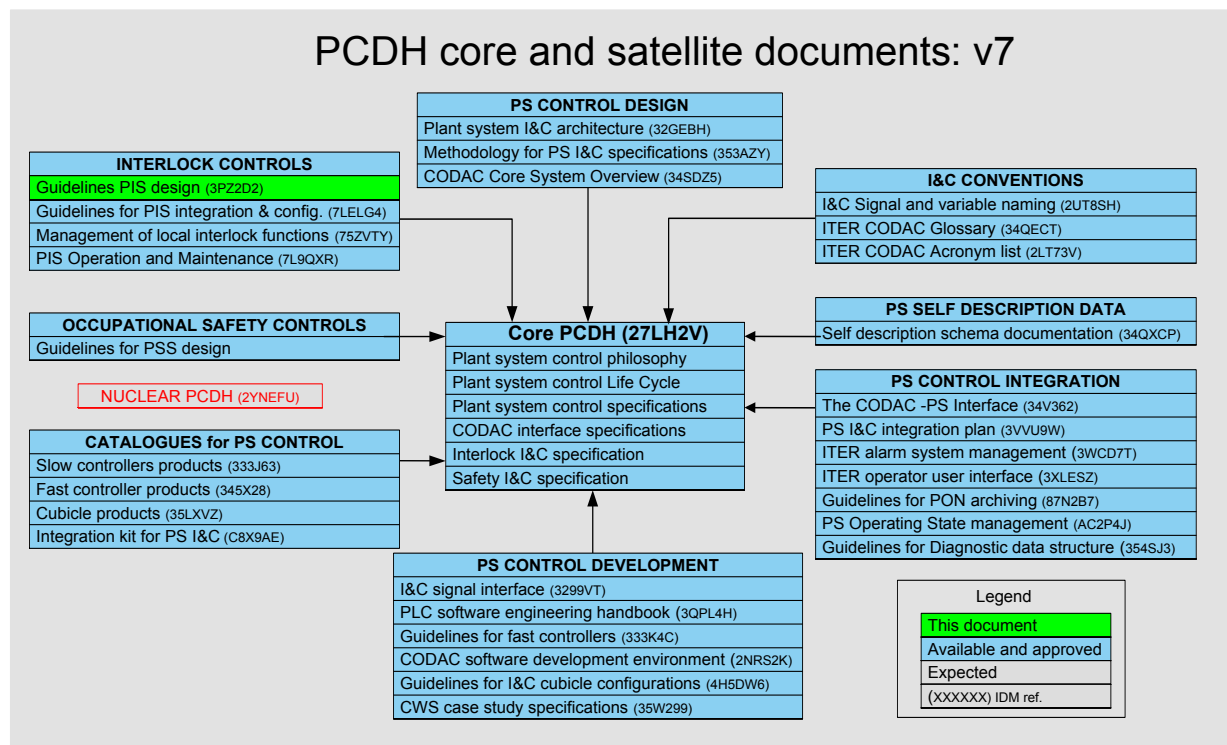 PCDH core and satellite documents: v7
PS CONTROL DESIGN
Plant system I&C architecture (32GEBH)
Methodology for PS I&C specifications (353AZY)
CODAC Core System Overview (34SDZ5)
INTERLOCK CONTROLS
Guidelines PIS design (3PZ2D2)
Guidelines for PIS integration & config. (7LELG4)
Management of local interlock functions (75ZVTY)
PIS Operation and Maintenance (7L9QXR)
I&C CONVENTIONS
I&C Signal and variable naming (2UT8SH)
ITER CODAC Glossary (34QECT)
ITER CODAC Acronym list (2LT73V)
OCCUPATIONAL SAFETY CONTROLS
Guidelines for PSS design
Core PCDH (27LH2V)
Plant system control philosophy
Plant system control Life Cycle
Plant system control specifications
CODAC interface specifications
Interlock I&C specification
Safety I&C specification
PS SELF DESCRIPTION DATA
Self description schema documentation (34QXCP)
NUCLEAR PCDH (2YNEFU)
PS CONTROL INTEGRATION
The CODAC -PS Interface (34V362)
PS I&C integration plan (3VVU9W)
ITER alarm system management (3WCD7T)
ITER operator user interface (3XLESZ)
Guidelines for PON archiving (87N2B7)
PS Operating State management (AC2P4J)
Guidelines for Diagnostic data structure (354SJ3)
CATALOGUES for PS CONTROL
Slow controllers products (333J63)
Fast controller products (345X28)
Cubicle products (35LXVZ)
Integration kit for PS I&C (C8X9AE)
PS CONTROL DEVELOPMENT
I&C signal interface (3299VT)
PLC software engineering handbook (3QPL4H)
Guidelines for fast controllers (333K4C)
CODAC software development environment (2NRS2K)
Guidelines for I&C cubicle configurations (4H5DW6)
CWS case study specifications (35W299)
Legend
This document
Available and approved
Expected
(XXXXXX) IDM ref.